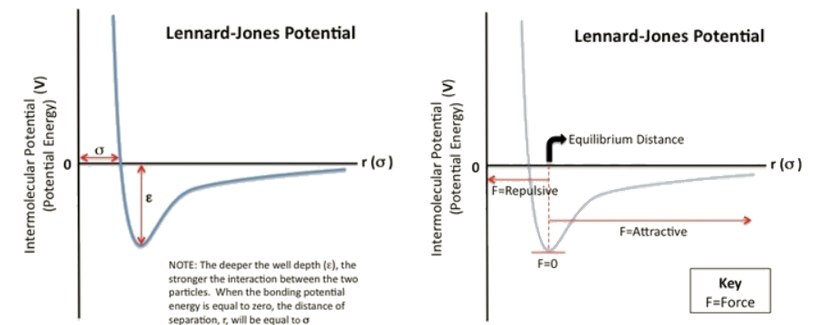 Lennard-Jones Potential
Intermolecular Potential (V)
(Potential Energy)
σ
0
r (σ)
ε
NOTE: The deeper the well depth (ε), the
stronger the interaction between the two
particles. When the bonding potential
energy is equal to zero, the distance of
separation, r, will be equal to σ
Lennard-Jones Potential
Intermolecular Potential (V)
(Potential Energy)
Equilibrium Distance
0
r (σ)
F=Repulsive
F=Attractive
F=0
Key
F=Force